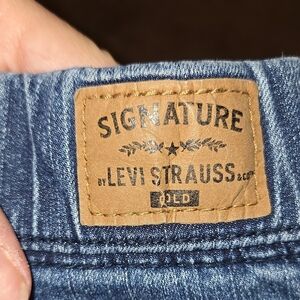 SIGNATURE
BY LEVI STRAUSS & CO.
GOLD